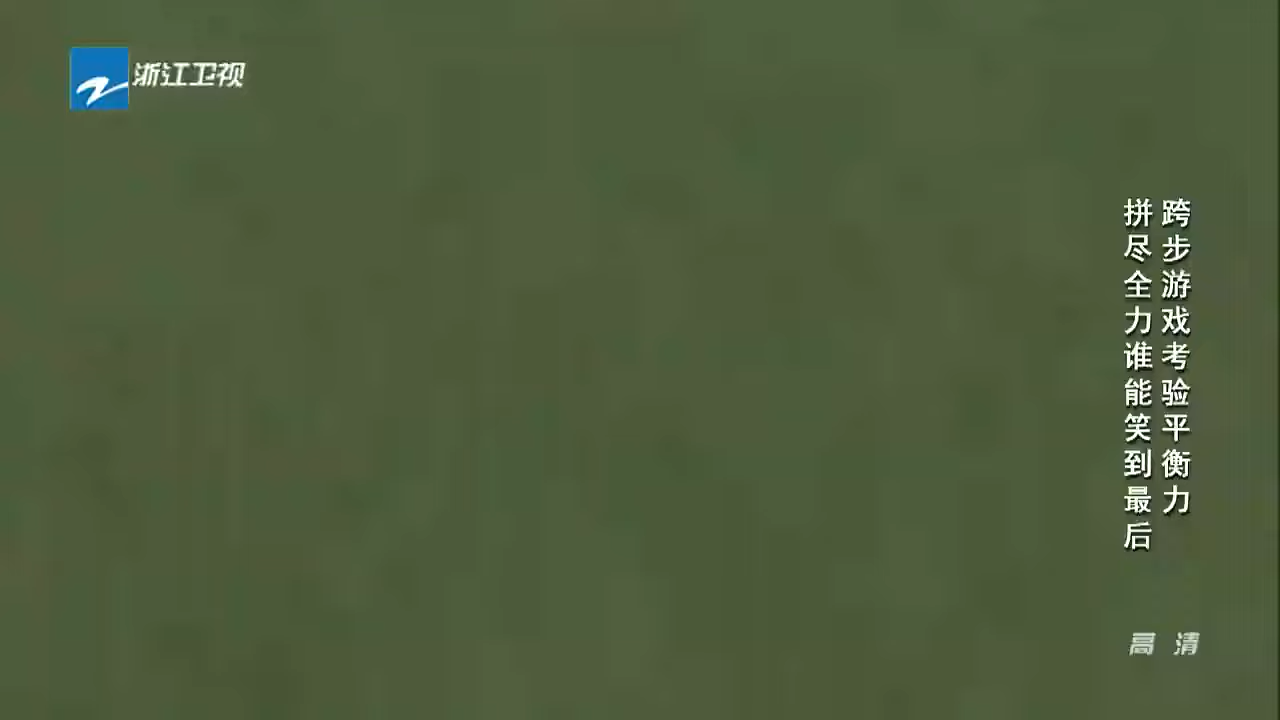 浙江卫视
跨步游戏考验平衡力
拼尽全力谁能笑到最后
高清